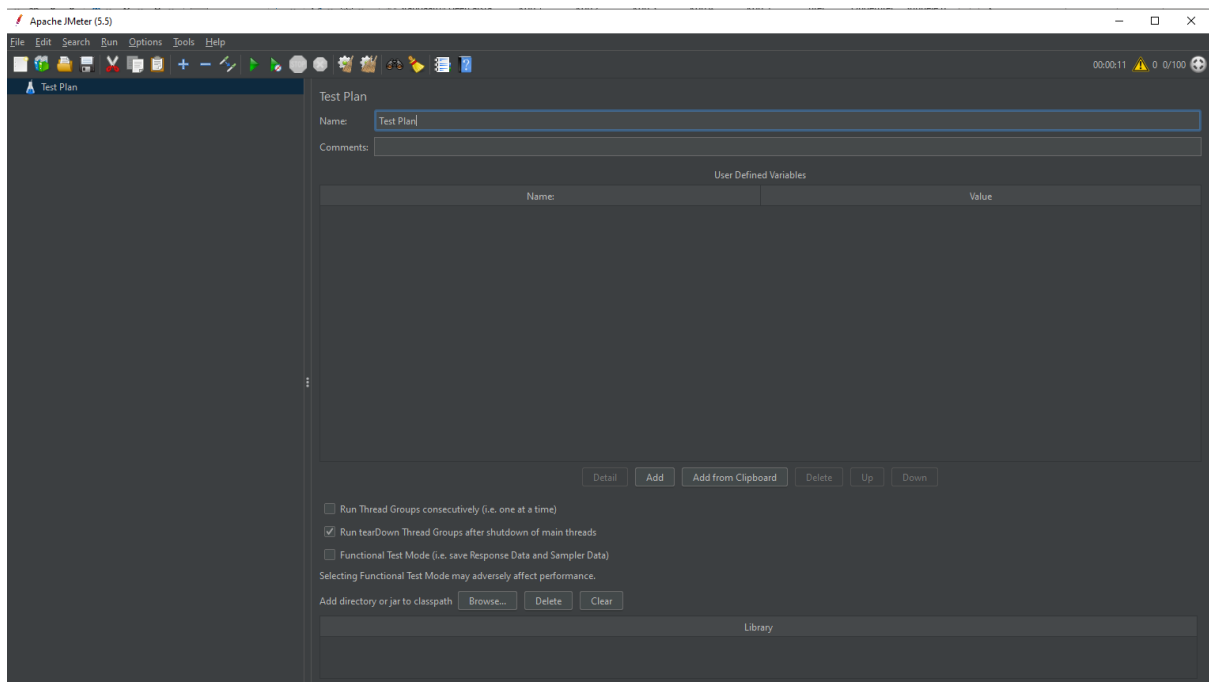 Apache JMeter (5.5)
File Edit Search Run Options Tools Help
00:00:11 0 0/100
Test Plan
Test Plan
Name: Test Plan
Comments:
User Defined Variables
Name: Value
Detail Add Add from Clipboard Delete Up Down
Run Thread Groups consecutively (i.e. one at a time)
Run tearDown Thread Groups after shutdown of main threads
Functional Test Mode (i.e. save Response Data and Sampler Data)
Selecting Functional Test Mode may adversely affect performance.
Add directory or jar to classpath Browse... Delete Clear
Library